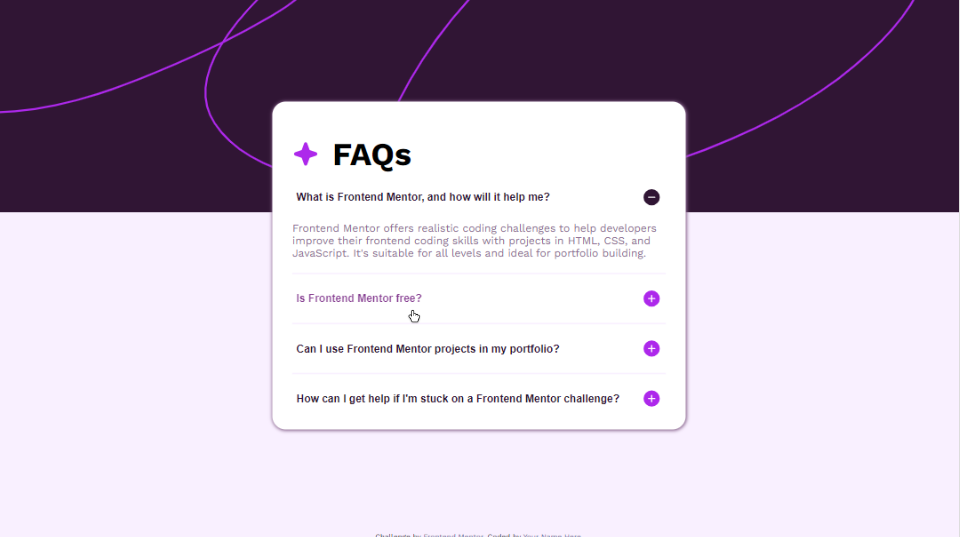 FAQs
What is Frontend Mentor, and how will it help me?
Frontend Mentor offers realistic coding challenges to help developers
improve their frontend coding skills with projects in HTML, CSS, and
JavaScript. It's suitable for all levels and ideal for portfolio building.
Is Frontend Mentor free?
Can I use Frontend Mentor projects in my portfolio?
How can I get help if I'm stuck on a Frontend Mentor challenge?
Challenge by Frontend Mentor. Coded by Your Name Here.